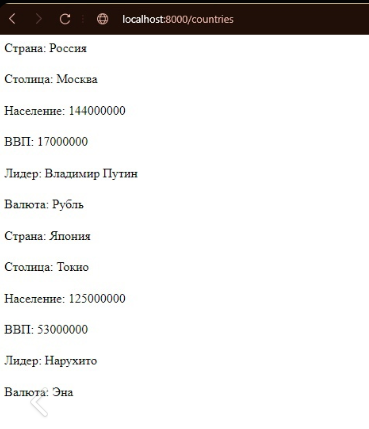 localhost:8000/countries
Страна: Россия
Столица: Москва
Население: 144000000
ВВП: 17000000
Лидер: Владимир Путин
Валюта: Рубль
Страна: Япония
Столица: Токио
Население: 125000000
ВВП: 53000000
Лидер: Нарухито
Валюта: Эна